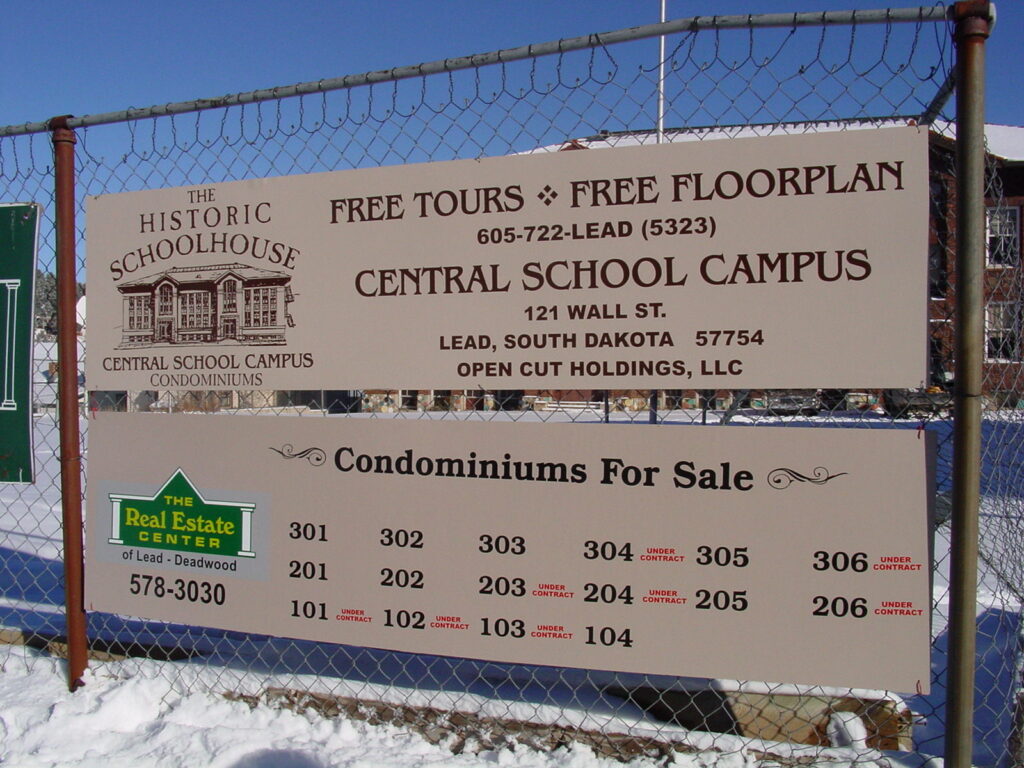 THE
HISTORIC
SCHOOLHOUSE
CENTRAL SCHOOL CAMPUS
CONDOMINIUMS
FREE TOURS ❖ FREE FLOORPLAN
605-722-LEAD (5323)
CENTRAL SCHOOL CAMPUS
121 WALL ST.
LEAD, SOUTH DAKOTA 57754
OPEN CUT HOLDINGS, LLC
Condominiums For Sale
THE
Real Estate
CENTER
of Lead - Deadwood
578-3030
301 302 303 304 UNDER CONTRACT 305 306 UNDER CONTRACT
201 202 203 UNDER CONTRACT 204 UNDER CONTRACT 205 206 UNDER CONTRACT
101 UNDER CONTRACT 102 UNDER CONTRACT 103 UNDER CONTRACT 104